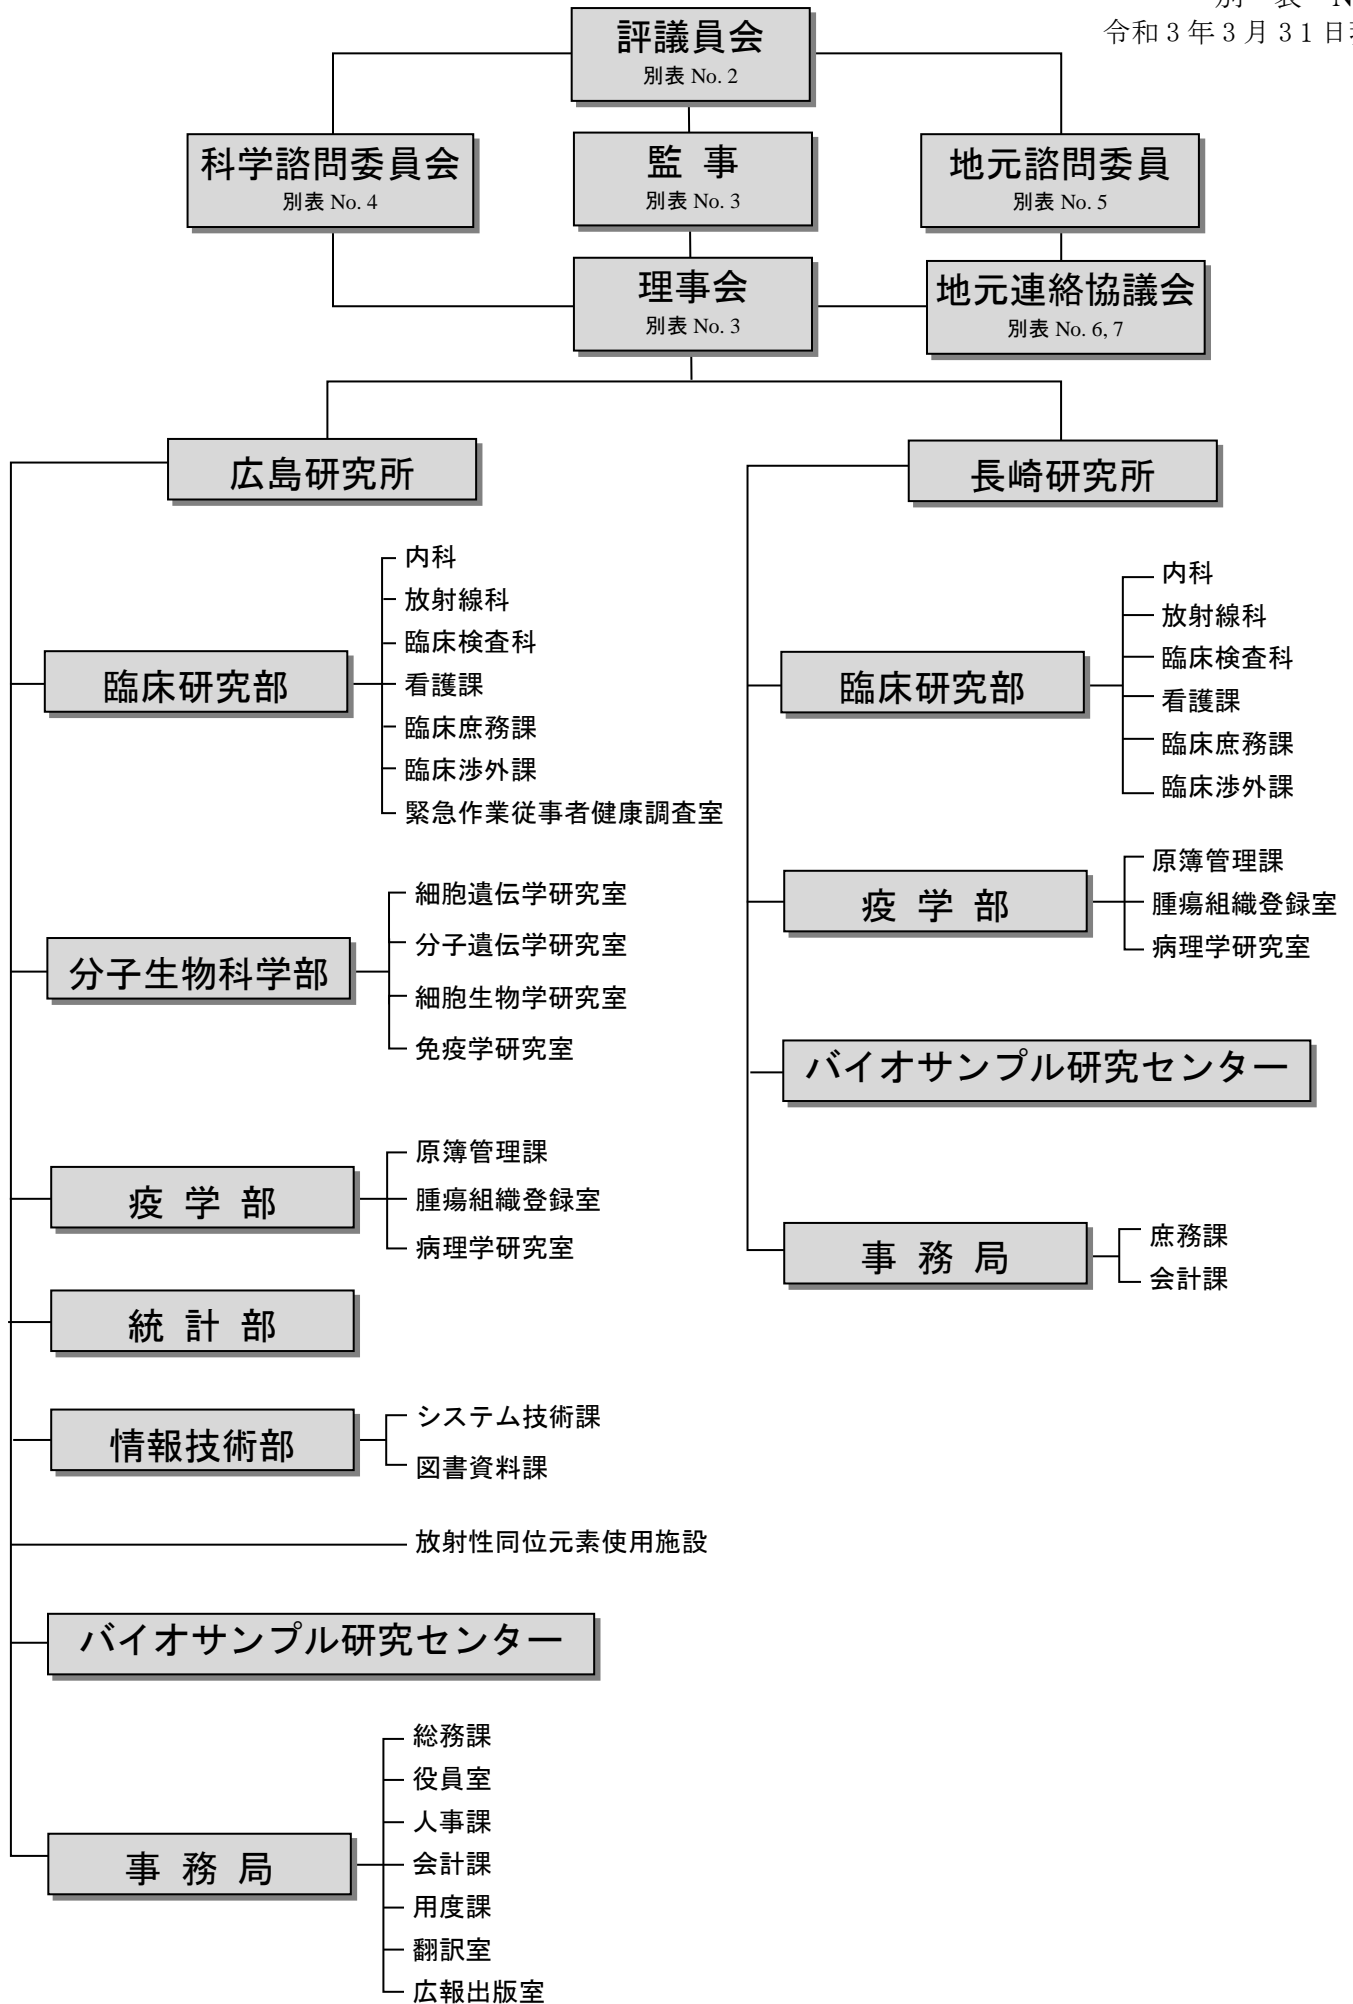 別 表 N
令和3年3月31日現
評議員会
別表 No. 2
科学諮問委員会
別表 No. 4
監 事
別表 No. 3
地元諮問委員
別表 No. 5
理事会
別表 No. 3
地元連絡協議会
別表 No. 6, 7
広島研究所
臨床研究部
内科
放射線科
臨床検査科
看護課
臨床庶務課
臨床渉外課
緊急作業従事者健康調査室
分子生物科学部
細胞遺伝学研究室
分子遺伝学研究室
細胞生物学研究室
免疫学研究室
疫 学 部
原簿管理課
腫瘍組織登録室
病理学研究室
統 計 部
情報技術部
システム技術課
図書資料課
放射性同位元素使用施設
バイオサンプル研究センター
事 務 局
総務課
役員室
人事課
会計課
用度課
翻訳室
広報出版室
長崎研究所
臨床研究部
内科
放射線科
臨床検査科
看護課
臨床庶務課
臨床渉外課
疫 学 部
原簿管理課
腫瘍組織登録室
病理学研究室
バイオサンプル研究センター
事 務 局
庶務課
会計課